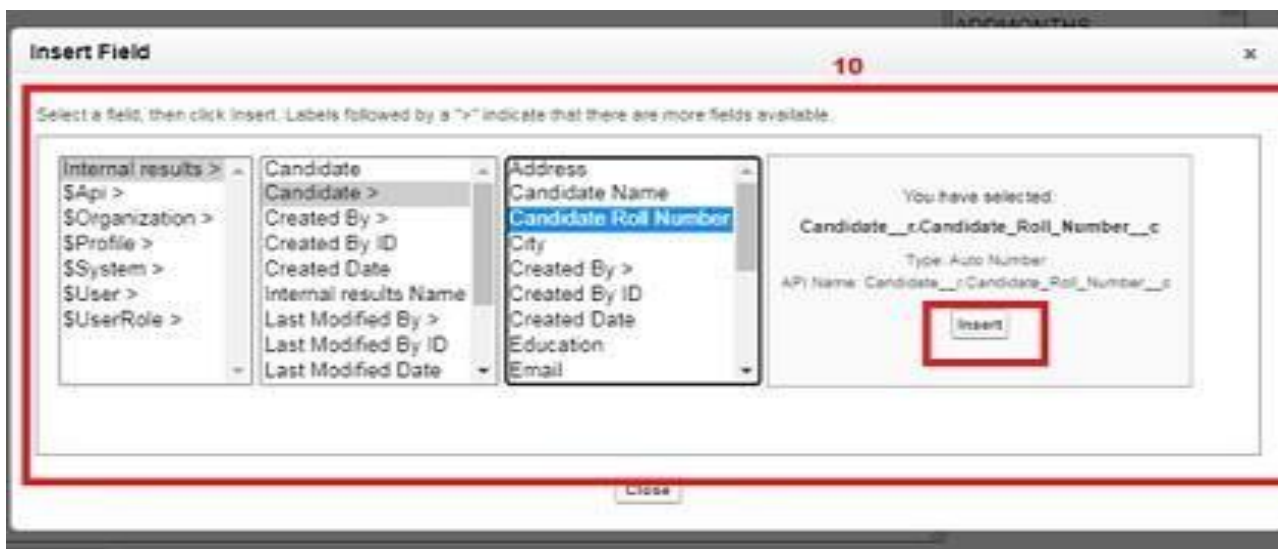 ADDMONTHS
Insert Field
x
10
Select a field, then click Insert. Labels followed by a ">" indicate that there are more fields available.
Internal results >
$Api >
$Organization >
$Profile >
$System >
$User >
$UserRole >
Candidate
Candidate >
Created By >
Created By ID
Created Date
Internal results Name
Last Modified By >
Last Modified By ID
Last Modified Date
Address
Candidate Name
Candidate Roll Number
City
Created By >
Created By ID
Created Date
Education
Email
You have selected:
Candidate__r.Candidate_Roll_Number__c
Type: Auto Number
API Name: Candidate__r.Candidate_Roll_Number__c
Insert
Close